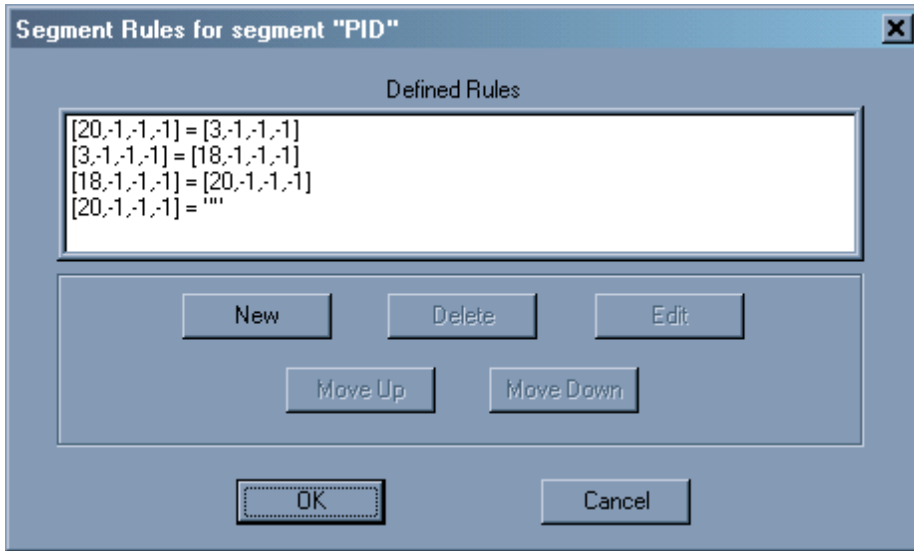 Segment Rules for segment "PID"
Defined Rules
[20,-1,-1,-1] = [3,-1,-1,-1]
[3,-1,-1,-1] = [18,-1,-1,-1]
[18,-1,-1,-1] = [20,-1,-1,-1]
[20,-1,-1,-1] = '""'
New Delete Edit
Move Up Move Down
OK Cancel